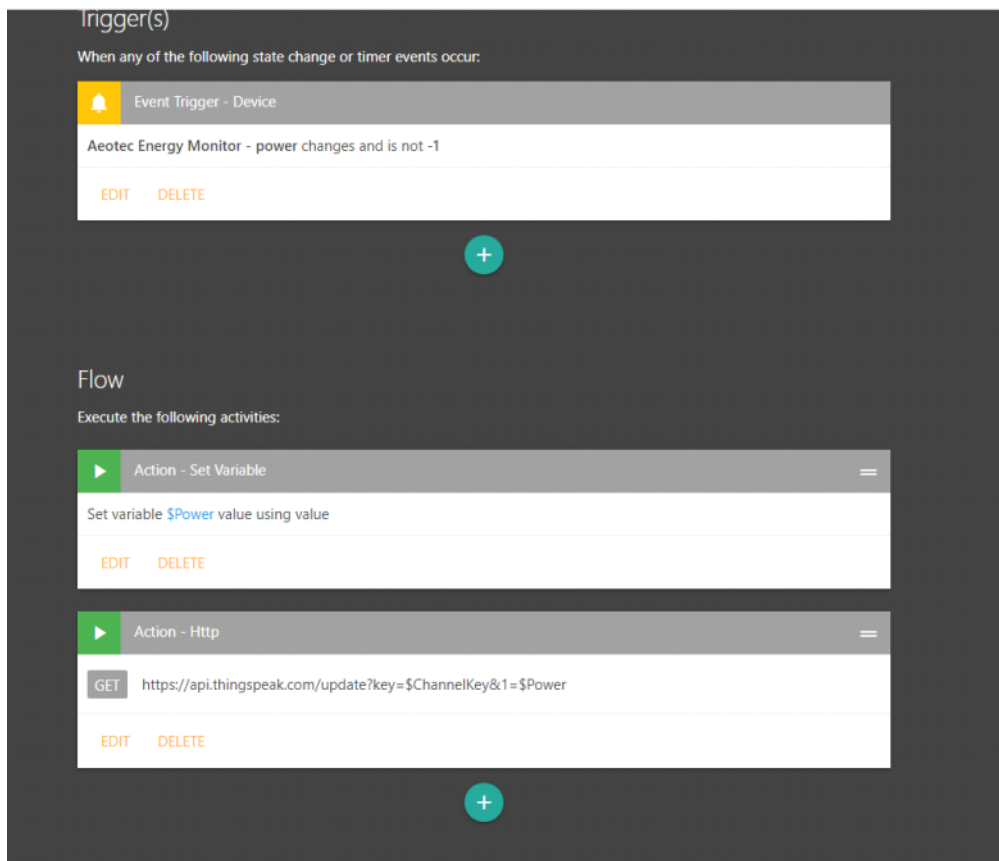 Trigger(s)
When any of the following state change or timer events occur:
Event Trigger - Device
Aeotec Energy Monitor - power changes and is not -1
EDIT DELETE
+
Flow
Execute the following activities:
Action - Set Variable
Set variable $Power value using value
EDIT DELETE
Action - Http
GET https://api.thingspeak.com/update?key=$ChannelKey&1=$Power
EDIT DELETE
+